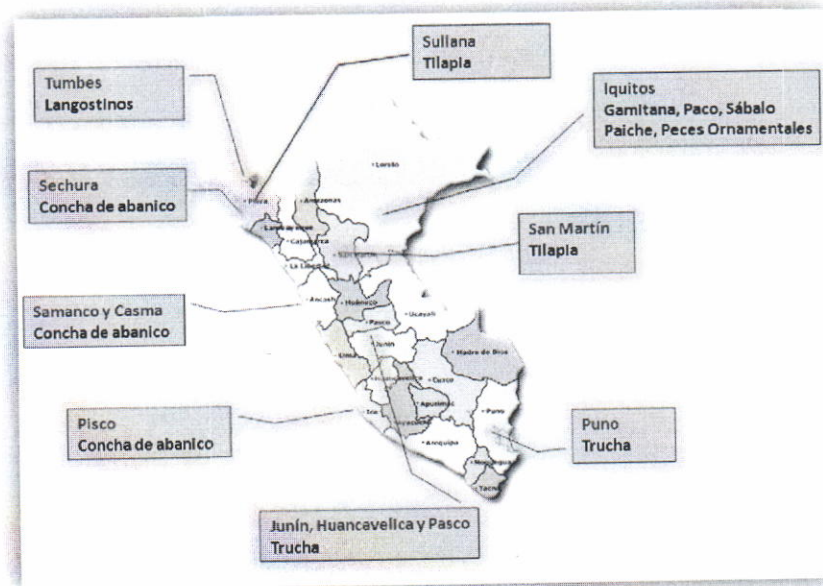 Sullana
Tilapia
Tumbes
Langostinos
Iquitos
Gamitana, Paco, Sábalo
Paiche, Peces Ornamentales
Loreto
Sechura
Concha de abanico
Piura
Amazonas
Lambayeque
Cajamarca
San Martín
Tilapia
La Libertad
Samanco y Casma
Concha de abanico
Ancash
Huánuco
Ucayali
Pasco
Junín
Lima
Madre de Dios
Cusco
Pisco
Concha de abanico
Ica
Apurimac
Puno
Ayacucho
Arequipa
Puno
Trucha
Moquegua
Tacna
Junín, Huancavelica y Pasco
Trucha